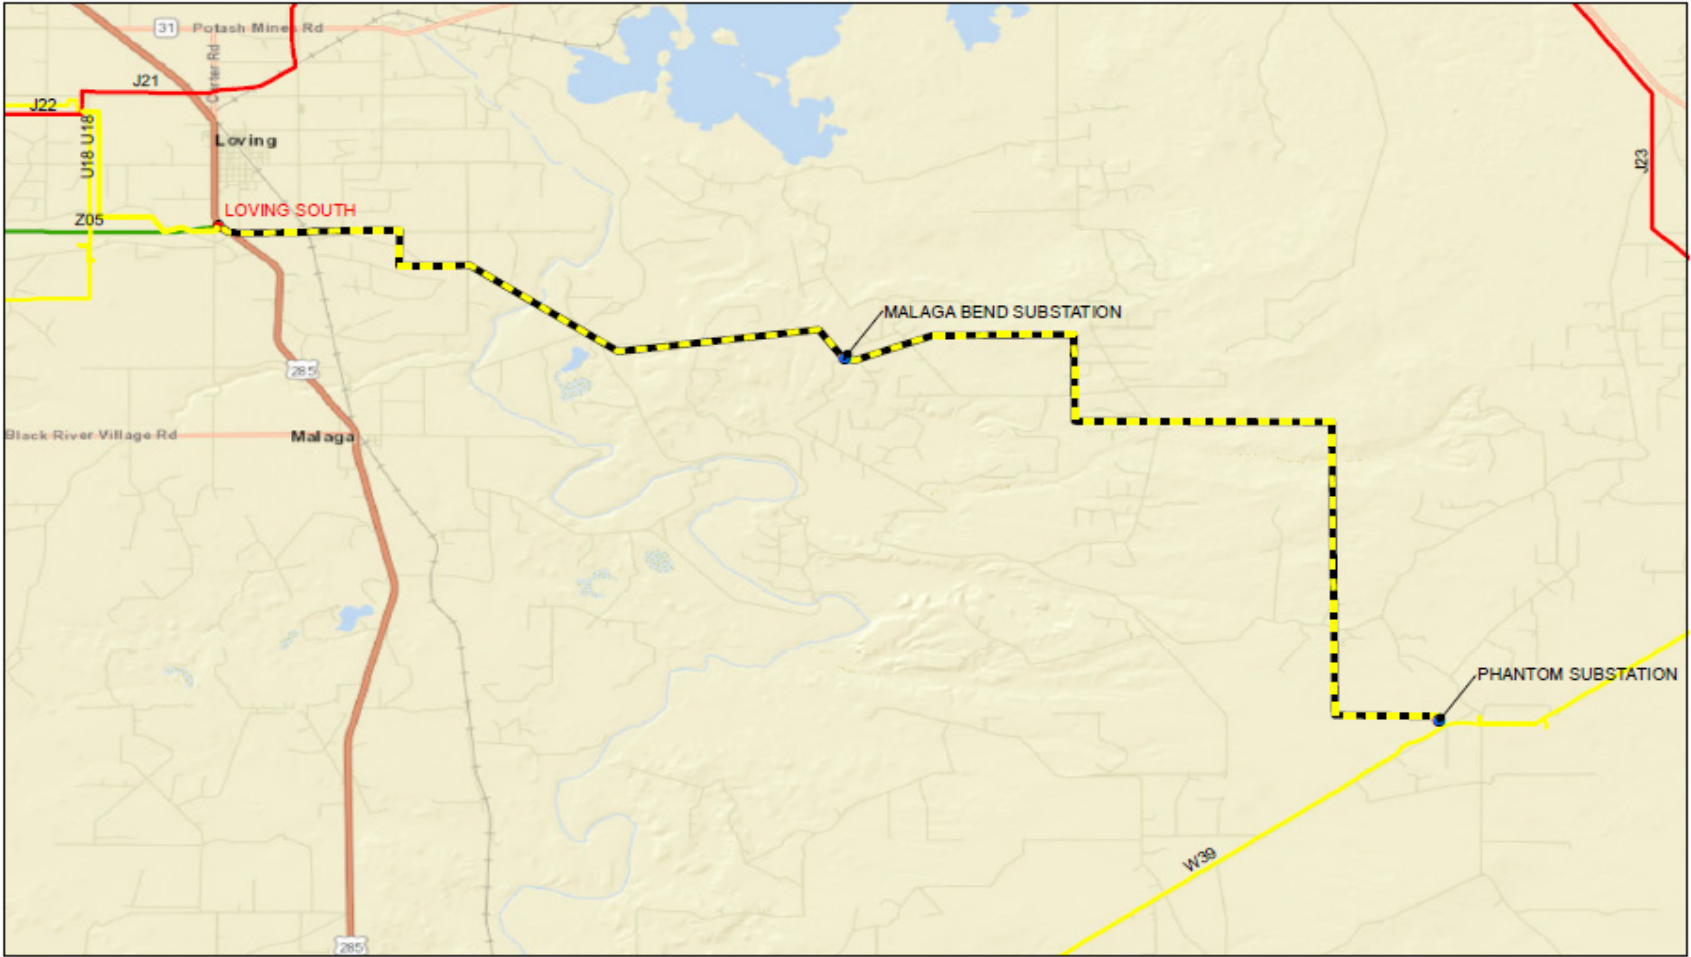 31 Potash Mines Rd
Carter Rd
J21
J22
U18 U18
Loving
J23
LOVING SOUTH
Z05
MALAGA BEND SUBSTATION
285
Black River Village Rd
Malaga
PHANTOM SUBSTATION
W39
285